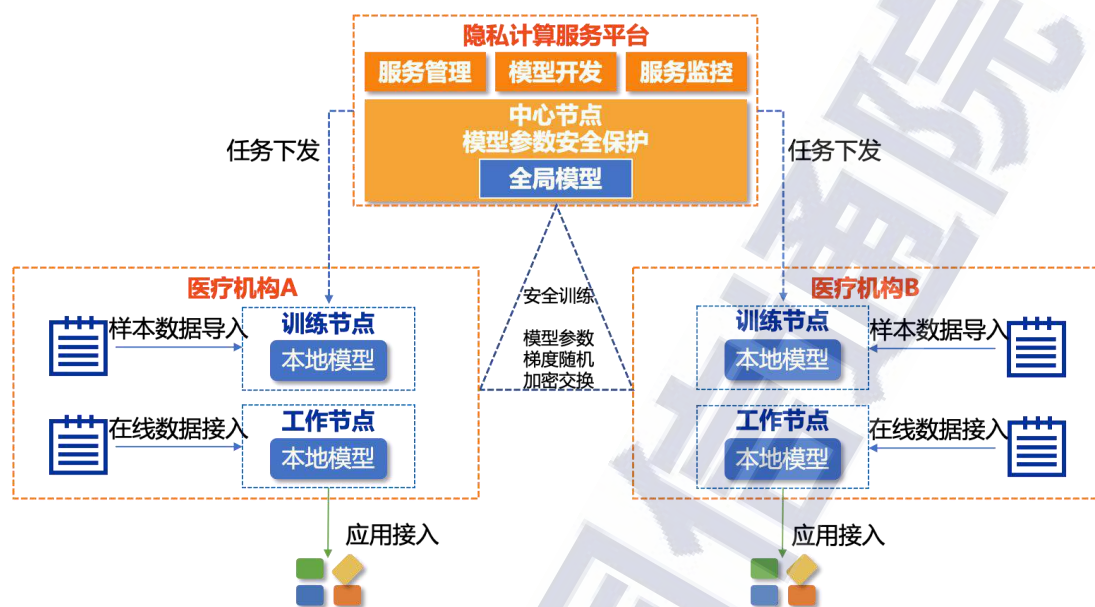 隐私计算服务平台
服务管理
模型开发
服务监控
中心节点
模型参数安全保护
全局模型
任务下发
任务下发
医疗机构A
训练节点
本地模型
样本数据导入
工作节点
本地模型
在线数据接入
应用接入
安全训练
模型参数
梯度随机
加密交换
医疗机构B
训练节点
本地模型
样本数据导入
工作节点
本地模型
在线数据接入
应用接入
信通院